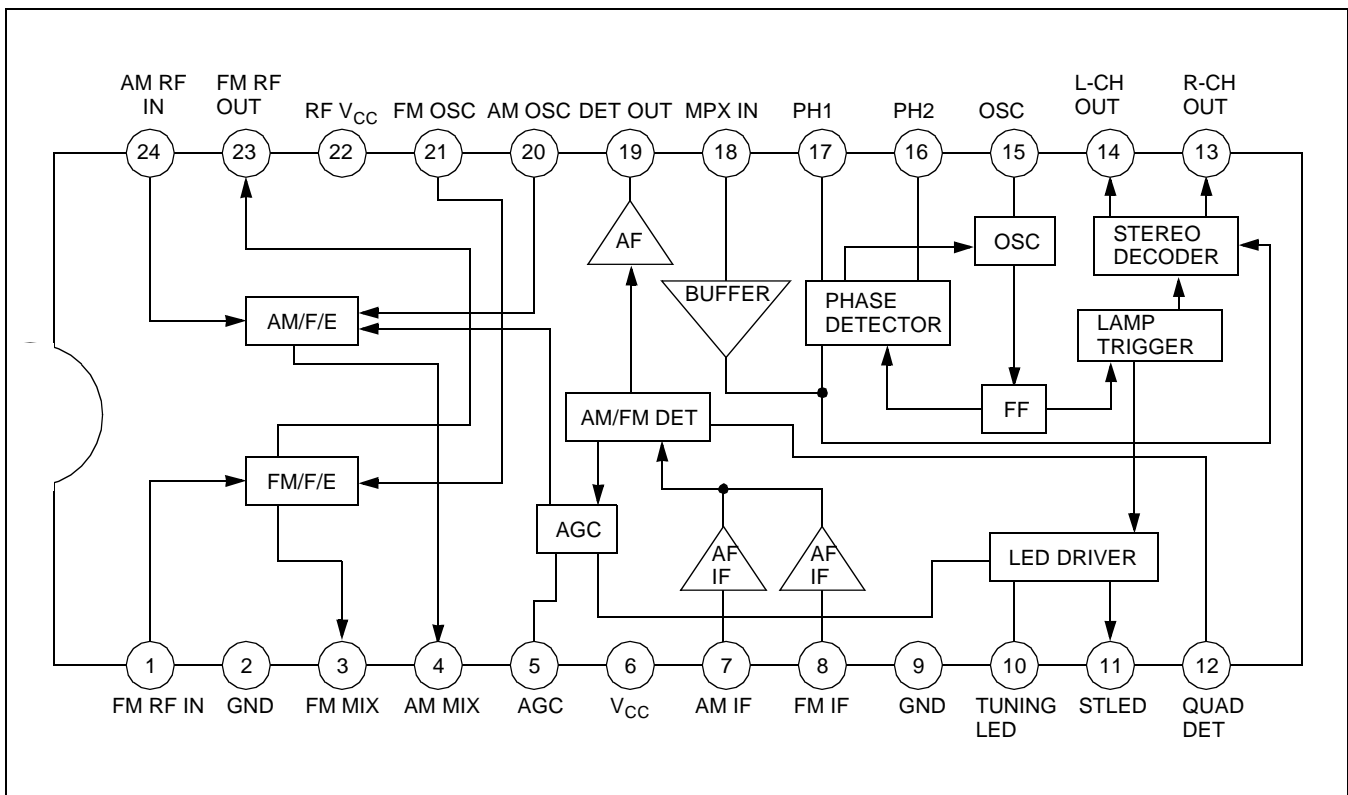 AM RF
IN
FM RF
OUT
RF VCC
FM OSC
AM OSC
DET OUT
MPX IN
PH1
PH2
OSC
L-CH
OUT
R-CH
OUT
24
23
22
21
20
19
18
17
16
15
14
13
AF
BUFFER
OSC
STEREO
DECODER
AM/F/E
PHASE
DETECTOR
LAMP
TRIGGER
AM/FM DET
FF
FM/F/E
AGC
AF
IF
AF
IF
LED DRIVER
1
2
3
4
5
6
7
8
9
10
11
12
FM RF IN
GND
FM MIX
AM MIX
AGC
VCC
AM IF
FM IF
GND
TUNING
LED
STLED
QUAD
DET